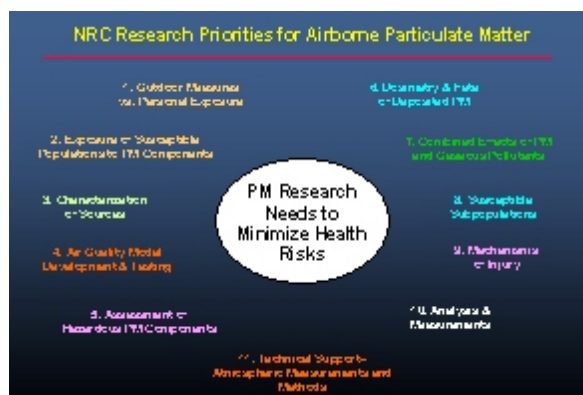 NRC Research Priorities for Airborne Particulate Matter
1. Outdoor Measures
vs. Personal Exposure
2. Exposure of Susceptible
Populations to PM Components
3. Characterization
of Sources
4. Air Quality Model
Development & Testing
5. Assessment of
Hazardous PM Components
PM Research
Needs to
Minimize Health
Risks
6. Dosimetry & Fate
of Deposited PM
7. Combined Effects of PM
and Gaseous Pollutants
8. Susceptible
Subpopulations
9. Mechanisms
of Injury
10. Analysis &
Measurements
11. Technical Support-
Atmospheric Measurements and
Methods